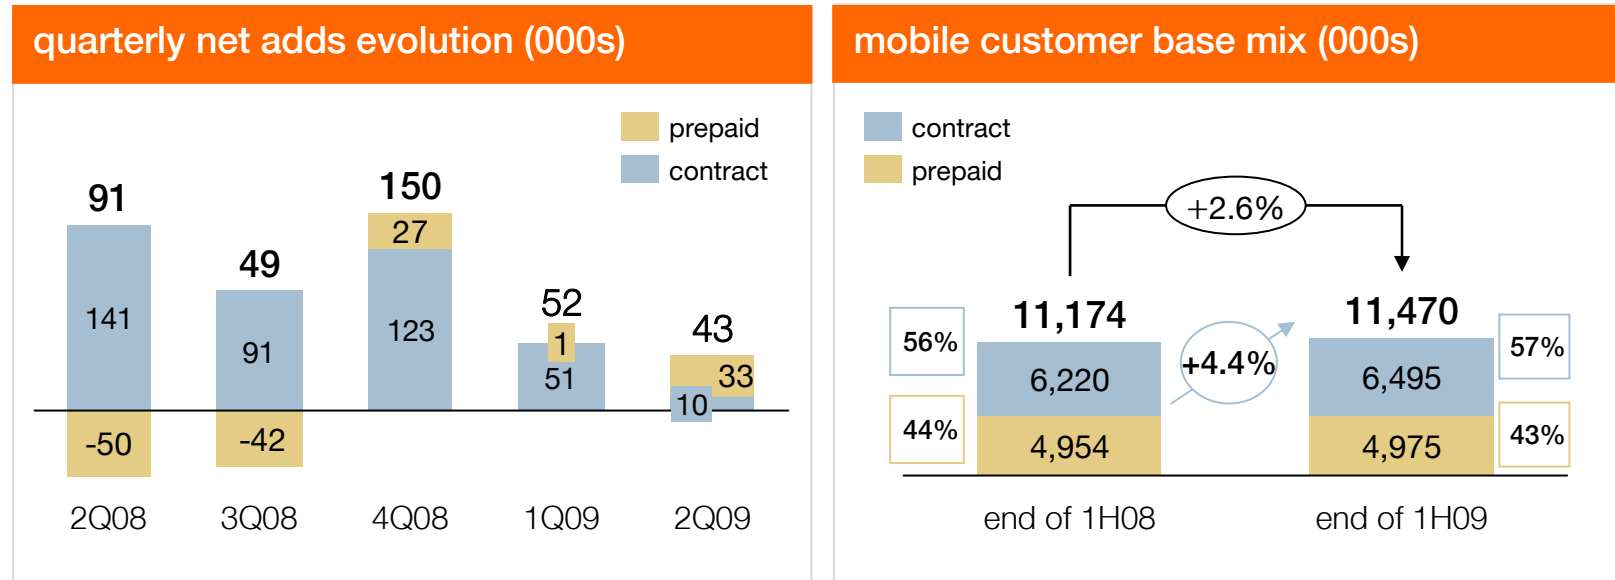 quarterly net adds evolution (000s)
prepaid
contract
91
141
-50
49
91
-42
150
27
123
52
1
51
43
33
10
2Q08
3Q08
4Q08
1Q09
2Q09
mobile customer base mix (000s)
contract
prepaid
+2.6%
11,174
11,470
56%
6,220
+4.4%
6,495
57%
44%
4,954
4,975
43%
end of 1H08
end of 1H09